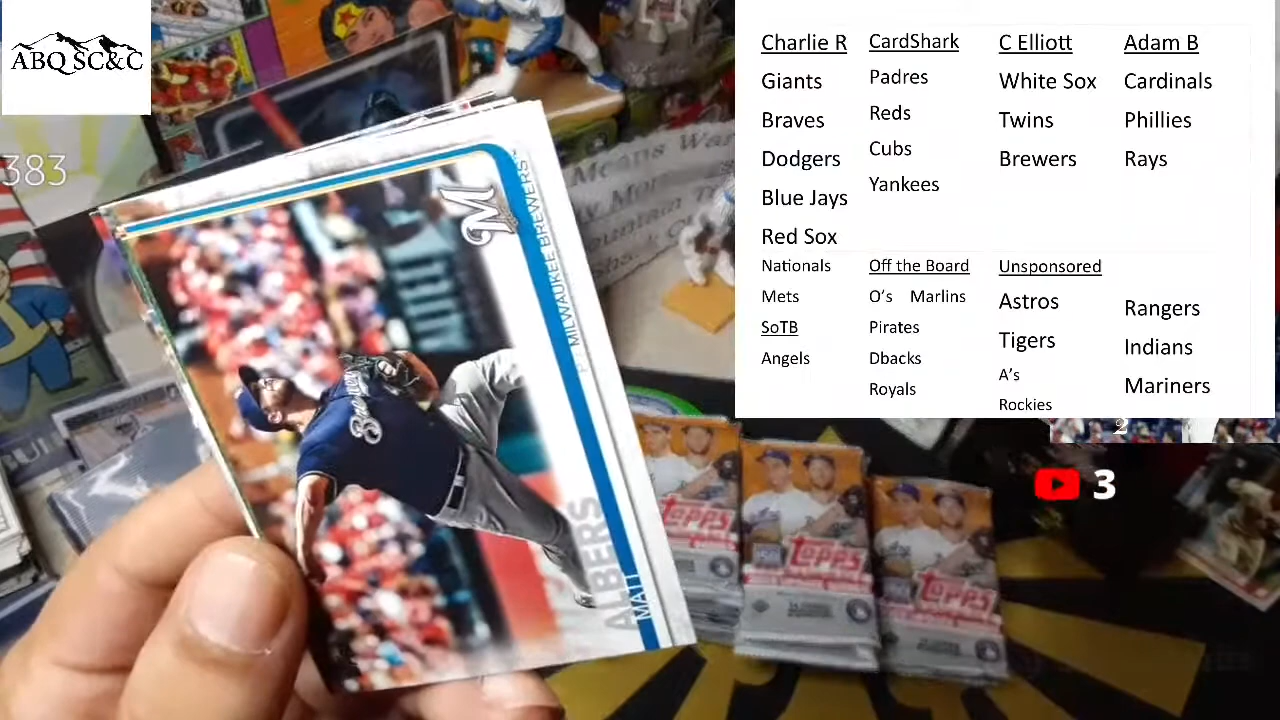 ABQ SC&C
383
Charlie R
Giants
Braves
Dodgers
Blue Jays
Red Sox
Nationals
Mets
SoTB
Angels
CardShark
Padres
Reds
Cubs
Yankees
Off the Board
O's Marlins
Pirates
Dbacks
Royals
C Elliott
White Sox
Twins
Brewers
Unsponsored
Astros
Tigers
A's
Rockies
Adam B
Cardinals
Phillies
Rays
Rangers
Indians
Mariners
2
3
M
MILWAUKEE BREWERS™
Brewers
MATT
ALBERS
Topps
Topps
Topps